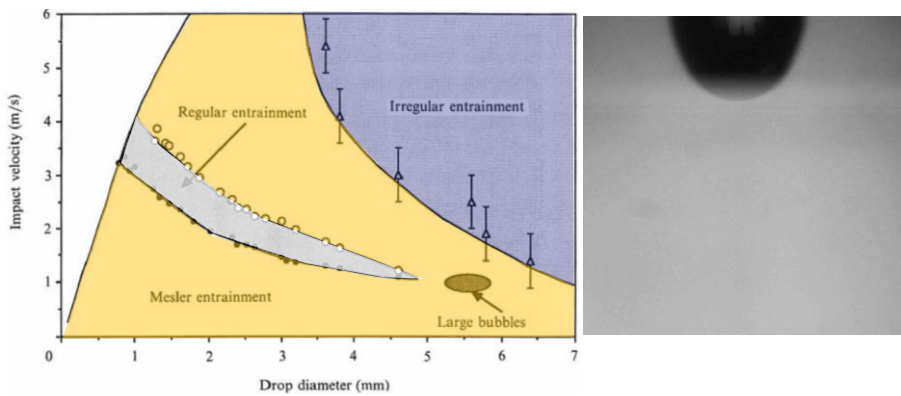 6
5
4
3
2
1
0
0
1
2
3
4
5
6
7
Impact velocity (m/s)
Drop diameter (mm)
Regular entrainment
Irregular entrainment
Mesler entrainment
Large bubbles